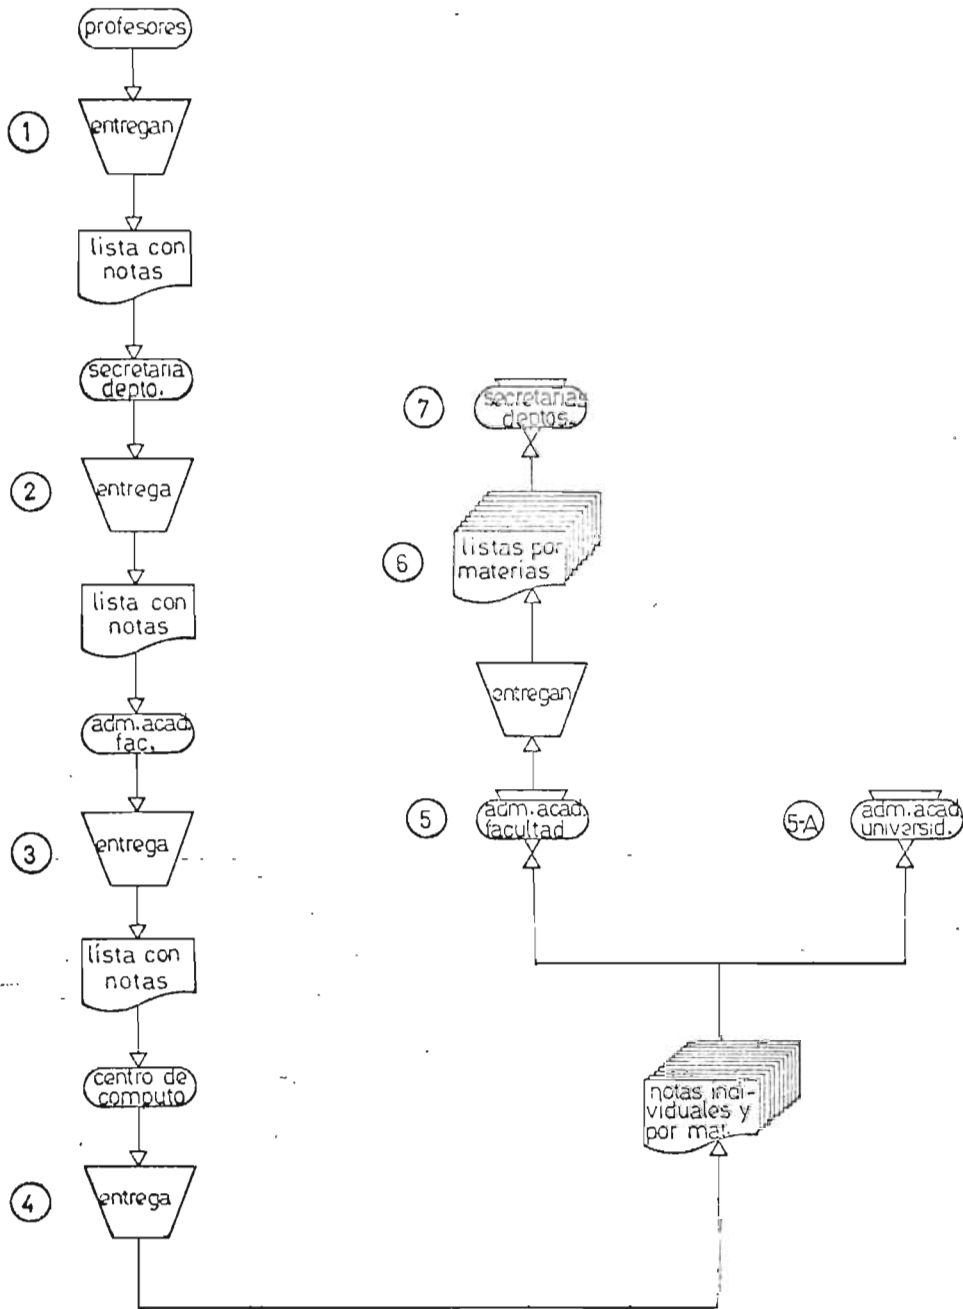 profesores
1
entregan
lista con
notas
secretaria
depto.
2
entrega
lista con
notas
adm.acad.
fac.
3
entrega
lista con
notas
centro de
computo
4
entrega
notas indi-
viduales y
por mat.
5
adm.acad.
facultad
5-A
adm.acad.
universid.
entregan
6
listas por
materias
7
secretarias
deptos.